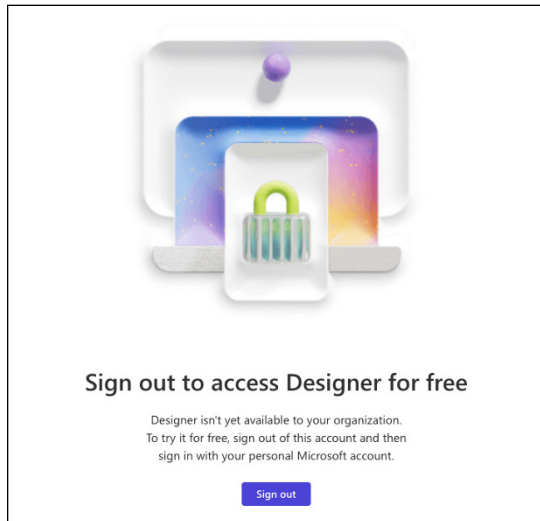 Sign out to access Designer for free
Designer isn't yet available to your organization.
To try it for free, sign out of this account and then
sign in with your personal Microsoft account.
Sign out